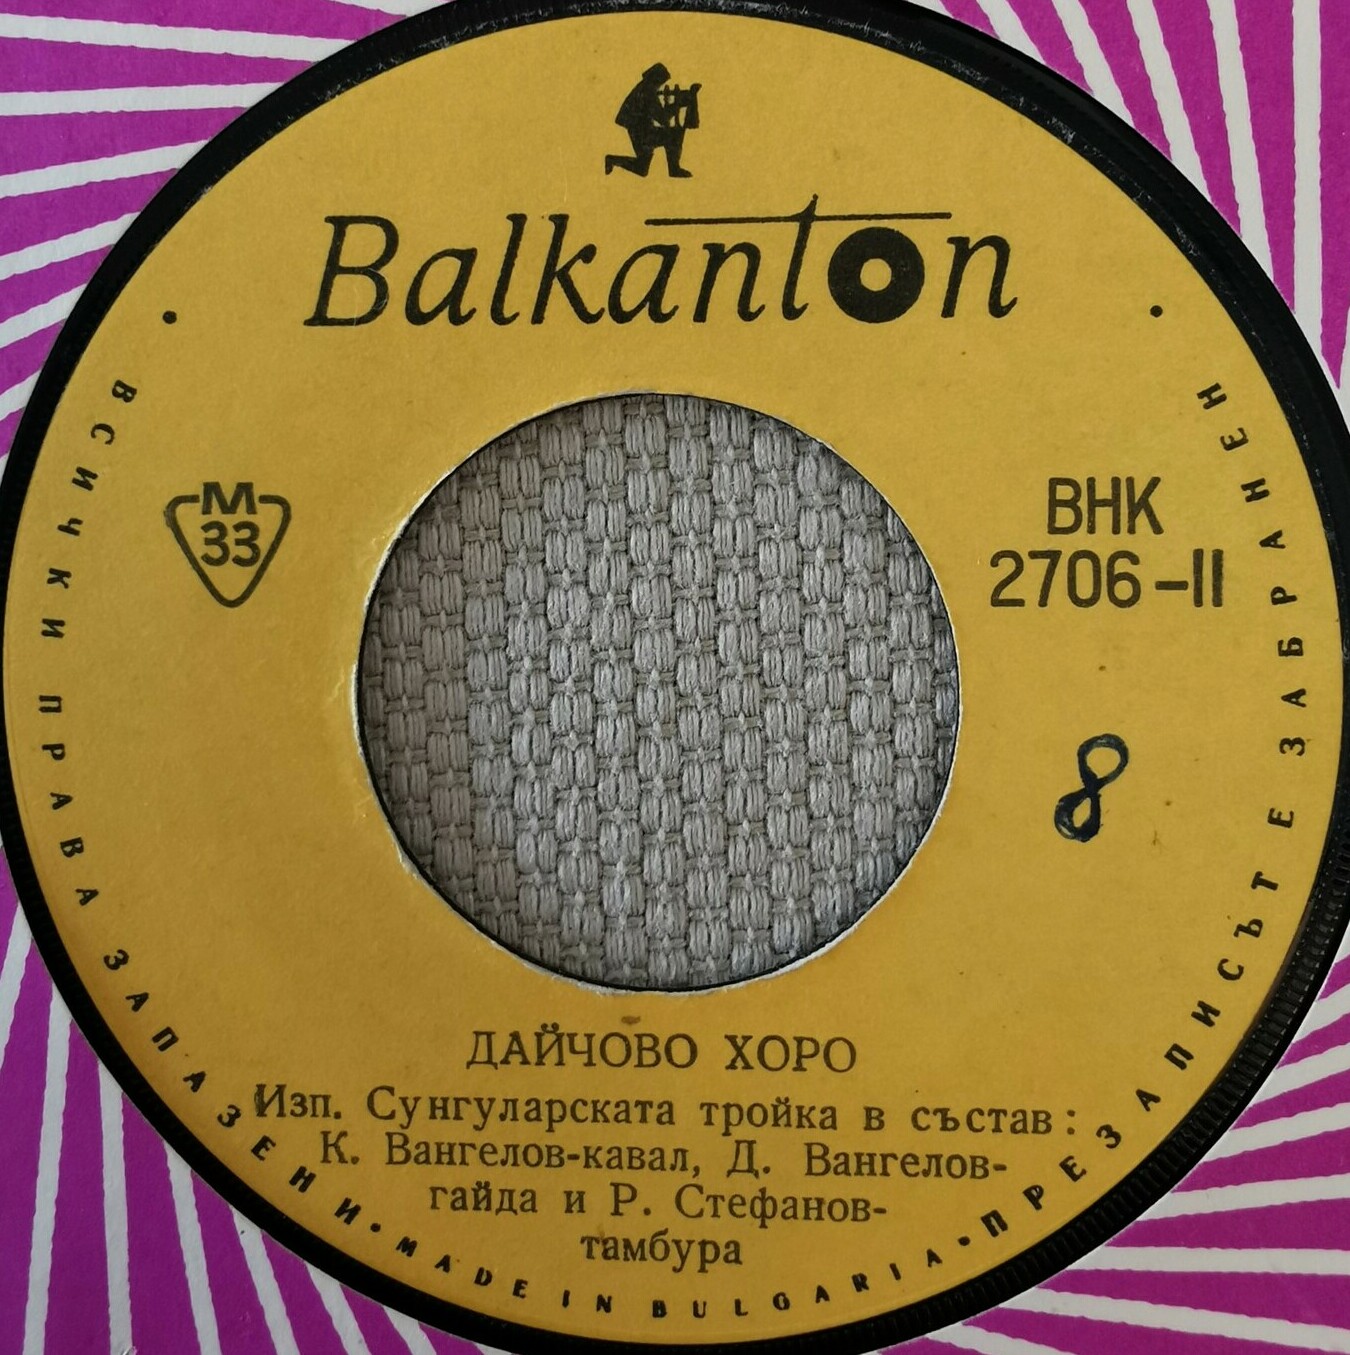 Balkanton
М
33
ВНК
2706-II
8
ДАЙЧОВО ХОРО
Изп. Сунгуларската тройка в състав:
К. Вангелов-кавал, Д. Вангелов-
гайда и Р. Стефанов-
тамбура
• ВСИЧКИ ПРАВА ЗАПАЗЕНИ • MADE IN BULGARIA • ПРЕЗАПИСЪТ Е ЗАБРАНЕН •